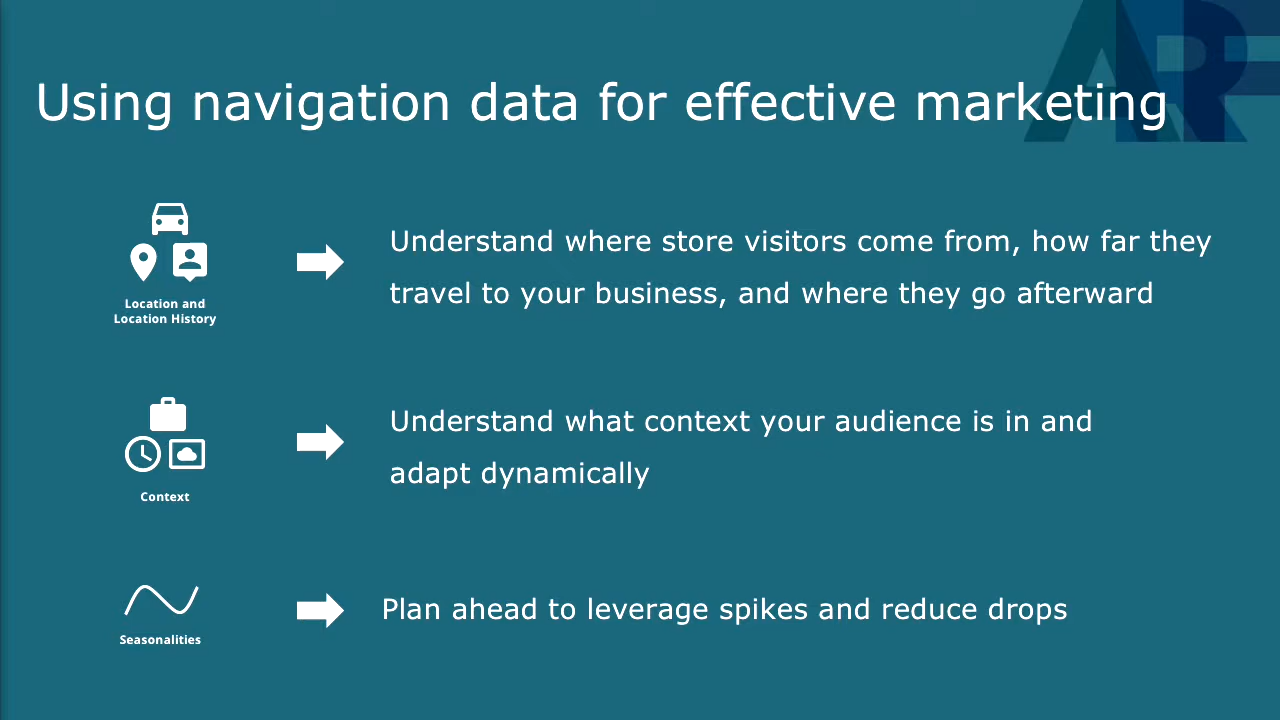 ARF
Using navigation data for effective marketing
Location and
Location History
Understand where store visitors come from, how far they
travel to your business, and where they go afterward
Context
Understand what context your audience is in and
adapt dynamically
Seasonalities
Plan ahead to leverage spikes and reduce drops